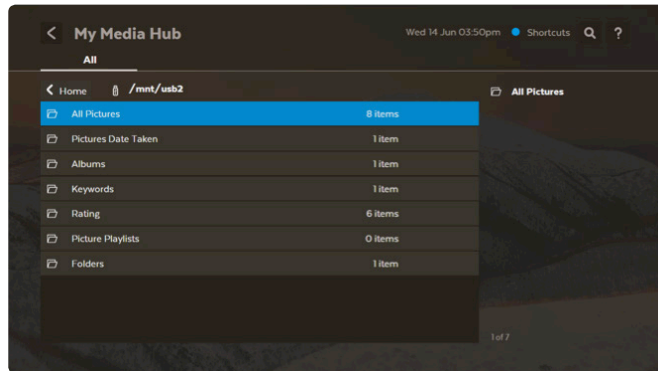 My Media Hub
Wed 14 Jun 03:50pm Shortcuts ?
All
Home /mnt/usb2
All Pictures
All Pictures 8 items
Pictures Date Taken 1 item
Albums 1 item
Keywords 1 item
Rating 6 items
Picture Playlists 0 items
Folders 1 item
1 of 7